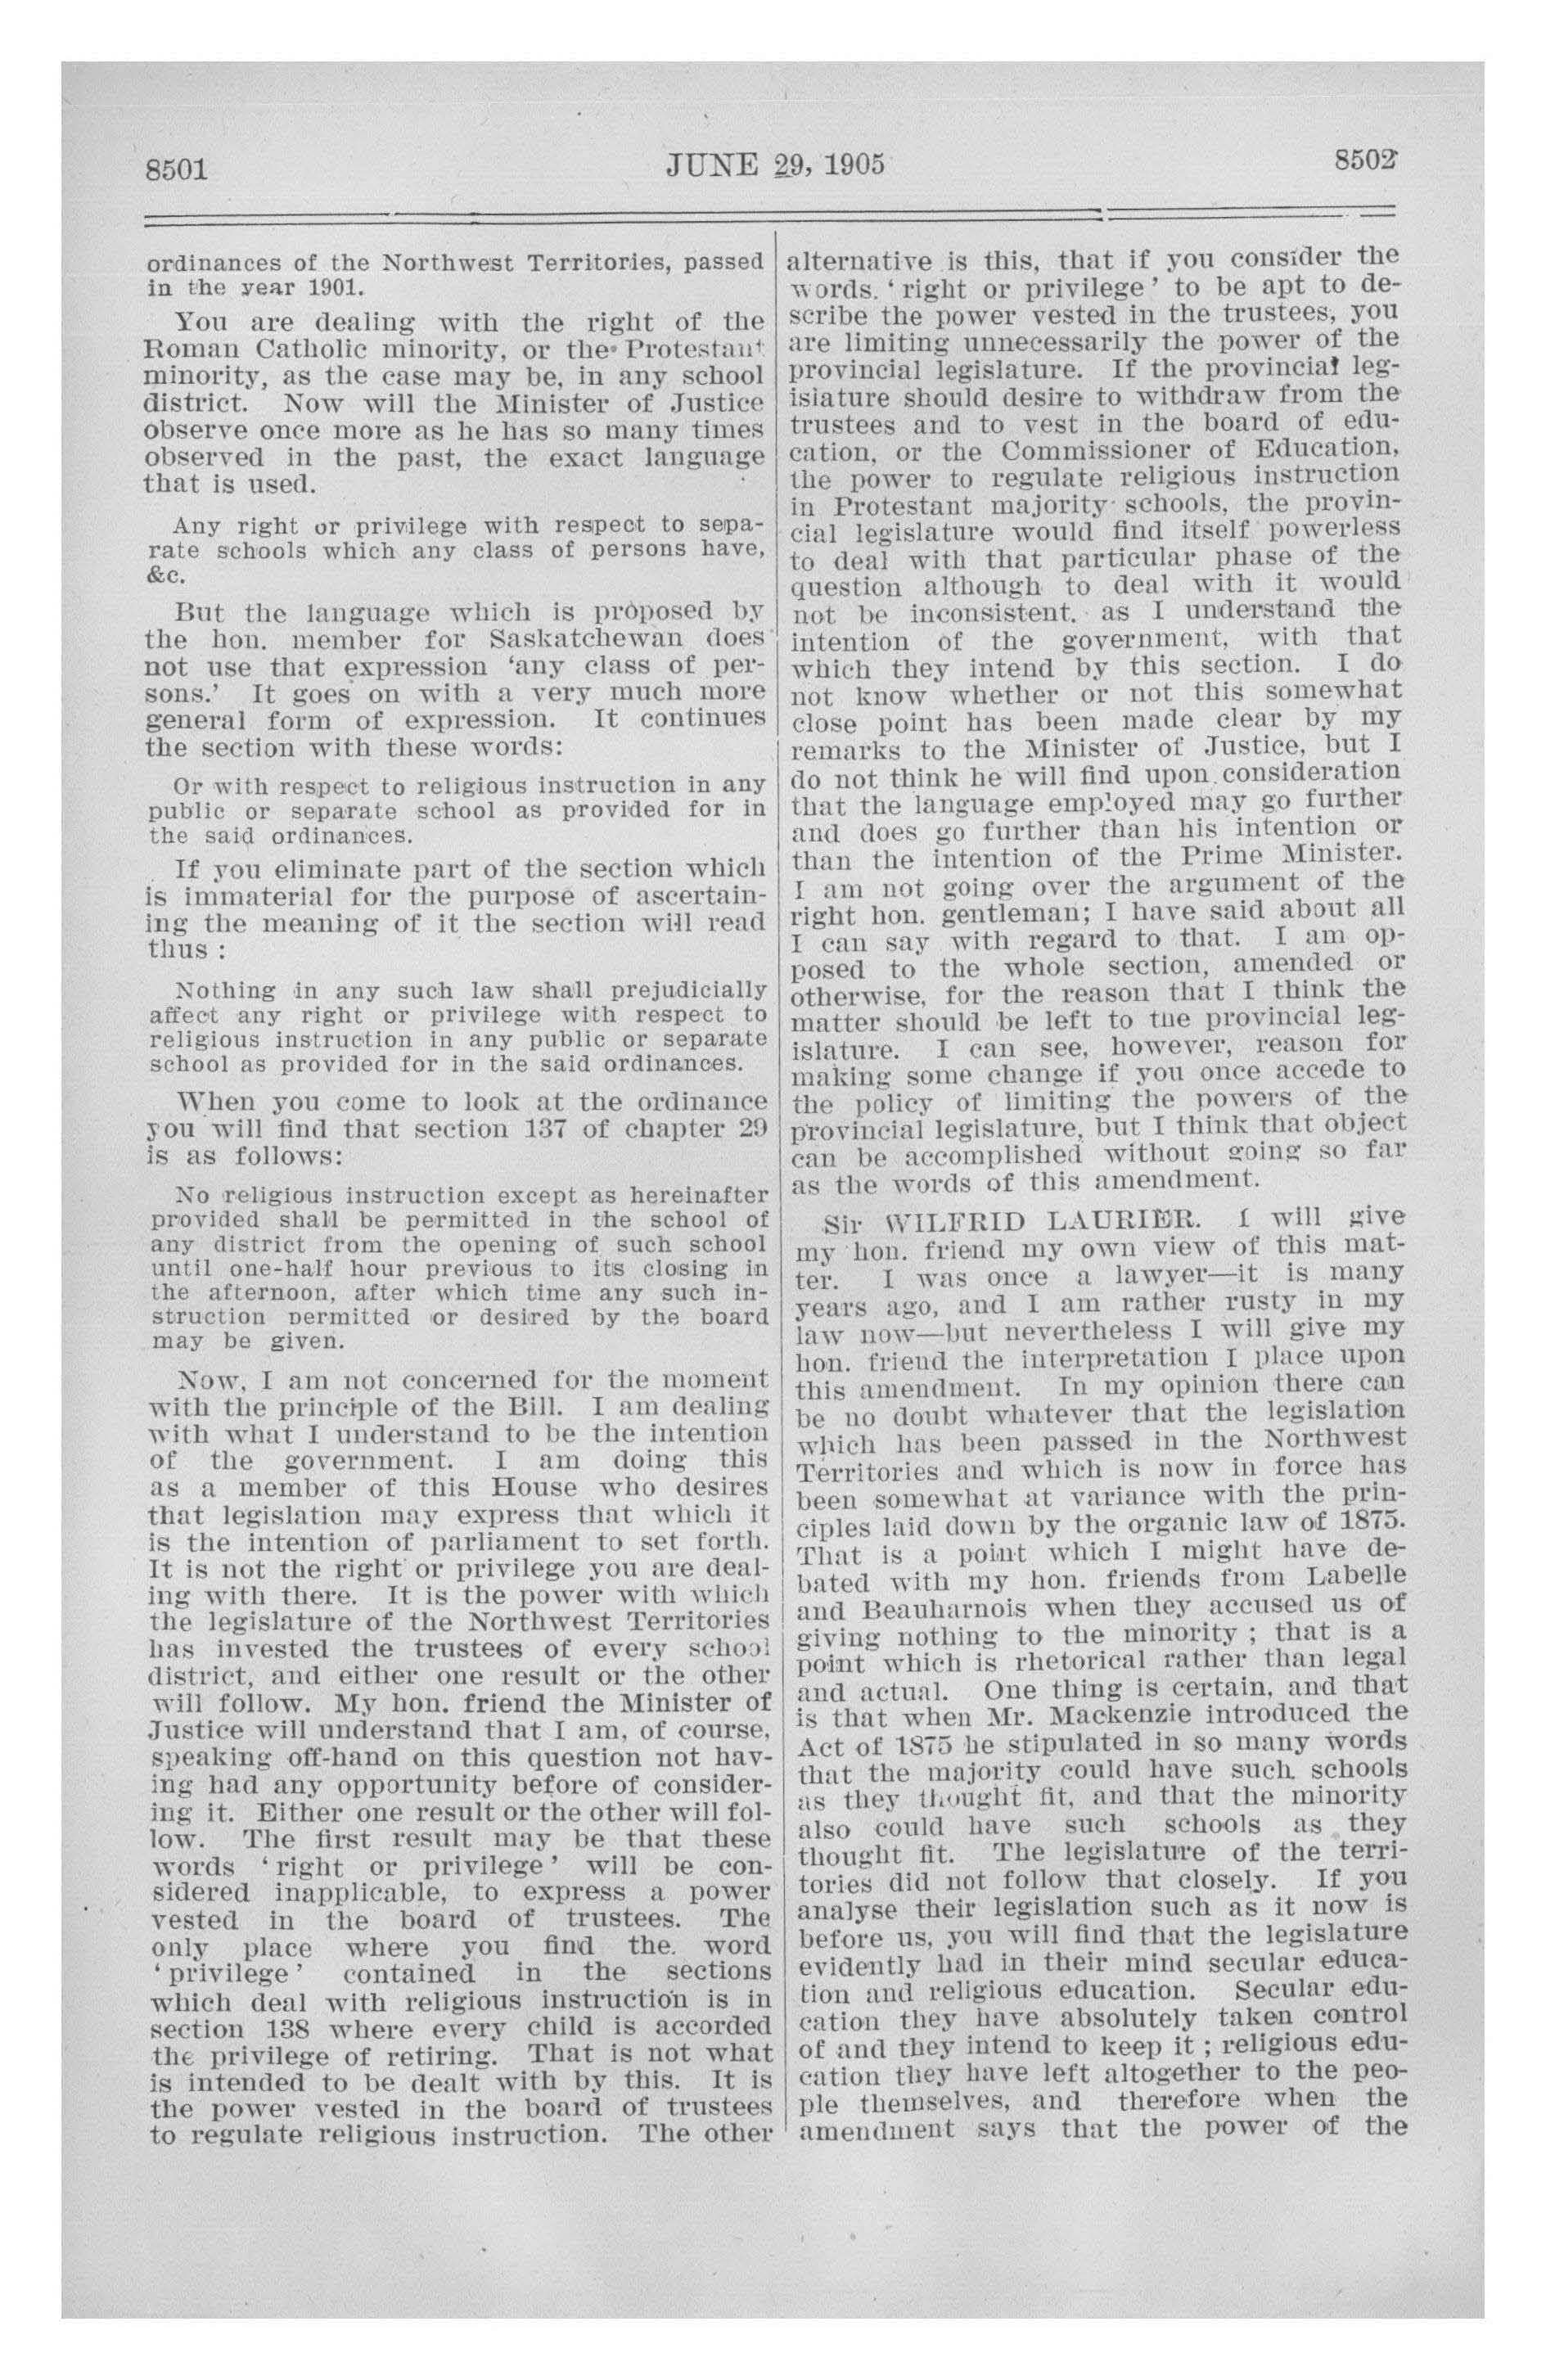 8501
JUNE 29, 1905
8502
ordinances of the Northwest Territories, passed
in the year 1901.
You are dealing with the right of the
Roman Catholic minority, or the Protestant
minority, as the case may be, in any school
district. Now will the Minister of Justice
observe once more as he has so many times
observed in the past, the exact language
that is used.
Any right or privilege with respect to sepa-
rate schools which any class of persons have,
&c.
But the language which is proposed by
the hon. member for Saskatchewan does
not use that expression 'any class of per-
sons.' It goes on with a very much more
general form of expression. It continues
the section with these words:
Or with respect to religious instruction in any
public or separate school as provided for in
the said ordinances.
If you eliminate part of the section which
is immaterial for the purpose of ascertain-
ing the meaning of it the section will read
thus :
Nothing in any such law shall prejudicially
affect any right or privilege with respect to
religious instruction in any public or separate
school as provided for in the said ordinances.
When you come to look at the ordinance
you will find that section 137 of chapter 29
is as follows:
No religious instruction except as hereinafter
provided shall be permitted in the school of
any district from the opening of such school
until one-half hour previous to its closing in
the afternoon, after which time any such in-
struction permitted or desired by the board
may be given.
Now, I am not concerned for the moment
with the principle of the Bill. I am dealing
with what I understand to be the intention
of the government. I am doing this
as a member of this House who desires
that legislation may express that which it
is the intention of parliament to set forth.
It is not the right or privilege you are deal-
ing with there. It is the power with which
the legislature of the Northwest Territories
has invested the trustees of every school
district, and either one result or the other
will follow. My hon. friend the Minister of
Justice will understand that I am, of course,
speaking off-hand on this question not hav-
ing had any opportunity before of consider-
ing it. Either one result or the other will fol-
low. The first result may be that these
words 'right or privilege' will be con-
sidered inapplicable, to express a power
vested in the board of trustees. The
only place where you find the word
'privilege' contained in the sections
which deal with religious instruction is in
section 138 where every child is accorded
the privilege of retiring. That is not what
is intended to be dealt with by this. It is
the power vested in the board of trustees
to regulate religious instruction. The other
alternative is this, that if you consider the
words 'right or privilege' to be apt to de-
scribe the power vested in the trustees, you
are limiting unnecessarily the power of the
provincial legislature. If the provincial leg-
islature should desire to withdraw from the
trustees and to vest in the board of edu-
cation, or the Commissioner of Education,
the power to regulate religious instruction
in Protestant majority schools, the provin-
cial legislature would find itself powerless
to deal with that particular phase of the
question although to deal with it would
not be inconsistent, as I understand the
intention of the government, with that
which they intend by this section. I do
not know whether or not this somewhat
close point has been made clear by my
remarks to the Minister of Justice, but I
do not think he will find upon consideration
that the language employed may go further
and does go further than his intention or
than the intention of the Prime Minister.
I am not going over the argument of the
right hon. gentleman; I have said about all
I can say with regard to that. I am op-
posed to the whole section, amended or
otherwise, for the reason that I think the
matter should be left to the provincial leg-
islature. I can see, however, reason for
making some change if you once accede to
the policy of limiting the powers of the
provincial legislature, but I think that object
can be accomplished without going so far
as the words of this amendment.
Sir WILFRID LAURIER. I will give
my hon. friend my own view of this mat-
ter. I was once a lawyer—it is many
years ago, and I am rather rusty in my
law now—but nevertheless I will give my
hon. friend the interpretation I place upon
this amendment. In my opinion there can
be no doubt whatever that the legislation
which has been passed in the Northwest
Territories and which is now in force has
been somewhat at variance with the prin-
ciples laid down by the organic law of 1875.
That is a point which I might have de-
bated with my hon. friends from Labelle
and Beauharnois when they accused us of
giving nothing to the minority ; that is a
point which is rhetorical rather than legal
and actual. One thing is certain, and that
is that when Mr. Mackenzie introduced the
Act of 1875 he stipulated in so many words
that the majority could have such schools
as they thought fit, and that the minority
also could have such schools as they
thought fit. The legislature of the terri-
tories did not follow that closely. If you
analyse their legislation such as it now is
before us, you will find that the legislature
evidently had in their mind secular educa-
tion and religious education. Secular edu-
cation they have absolutely taken control
of and they intend to keep it ; religious edu-
cation they have left altogether to the peo-
ple themselves, and therefore when the
amendment says that the power of the